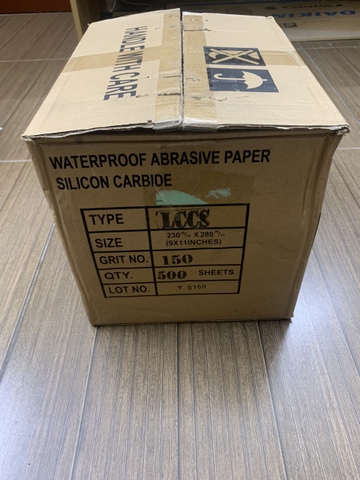 HANDLE WITH CARE
DAIKIN
WATERPROOF ABRASIVE PAPER
SILICON CARBIDE
TYPE LCCS
SIZE 230 m/m X 280 m/m
(9X11INCHES)
GRIT NO. 150
QTY. 500 SHEETS
LOT NO.